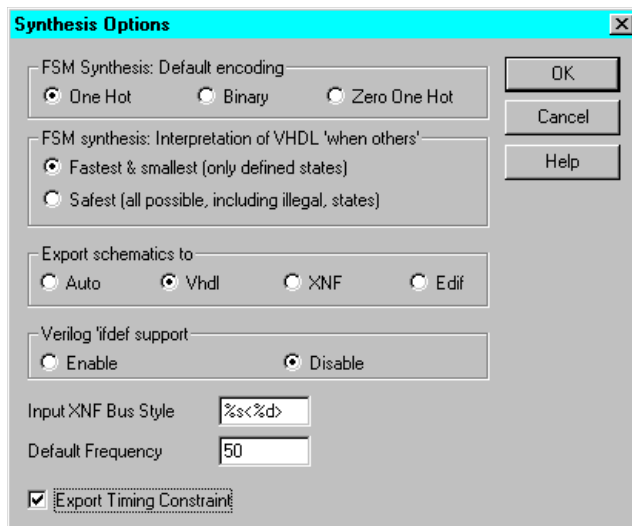 Synthesis Options
FSM Synthesis: Default encoding
One Hot Binary Zero One Hot
OK
Cancel
Help
FSM synthesis: Interpretation of VHDL 'when others'
Fastest & smallest (only defined states)
Safest (all possible, including illegal, states)
Export schematics to
Auto Vhdl XNF Edif
Verilog 'ifdef support
Enable Disable
Input XNF Bus Style %s<%d>
Default Frequency 50
Export Timing Constraint